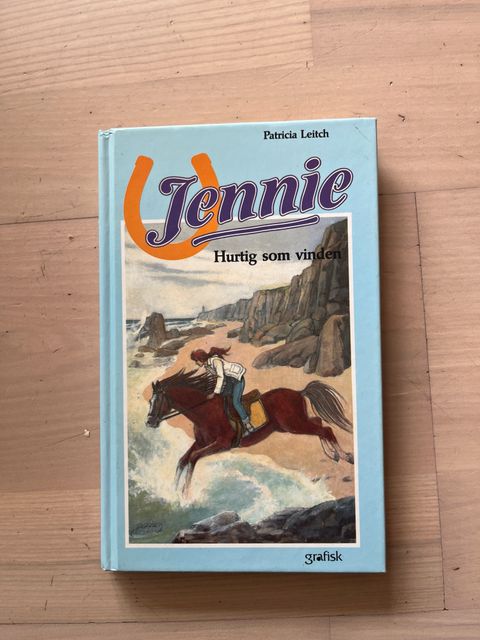 Patricia Leitch
Jennie
Hurtig som vinden
grafisk